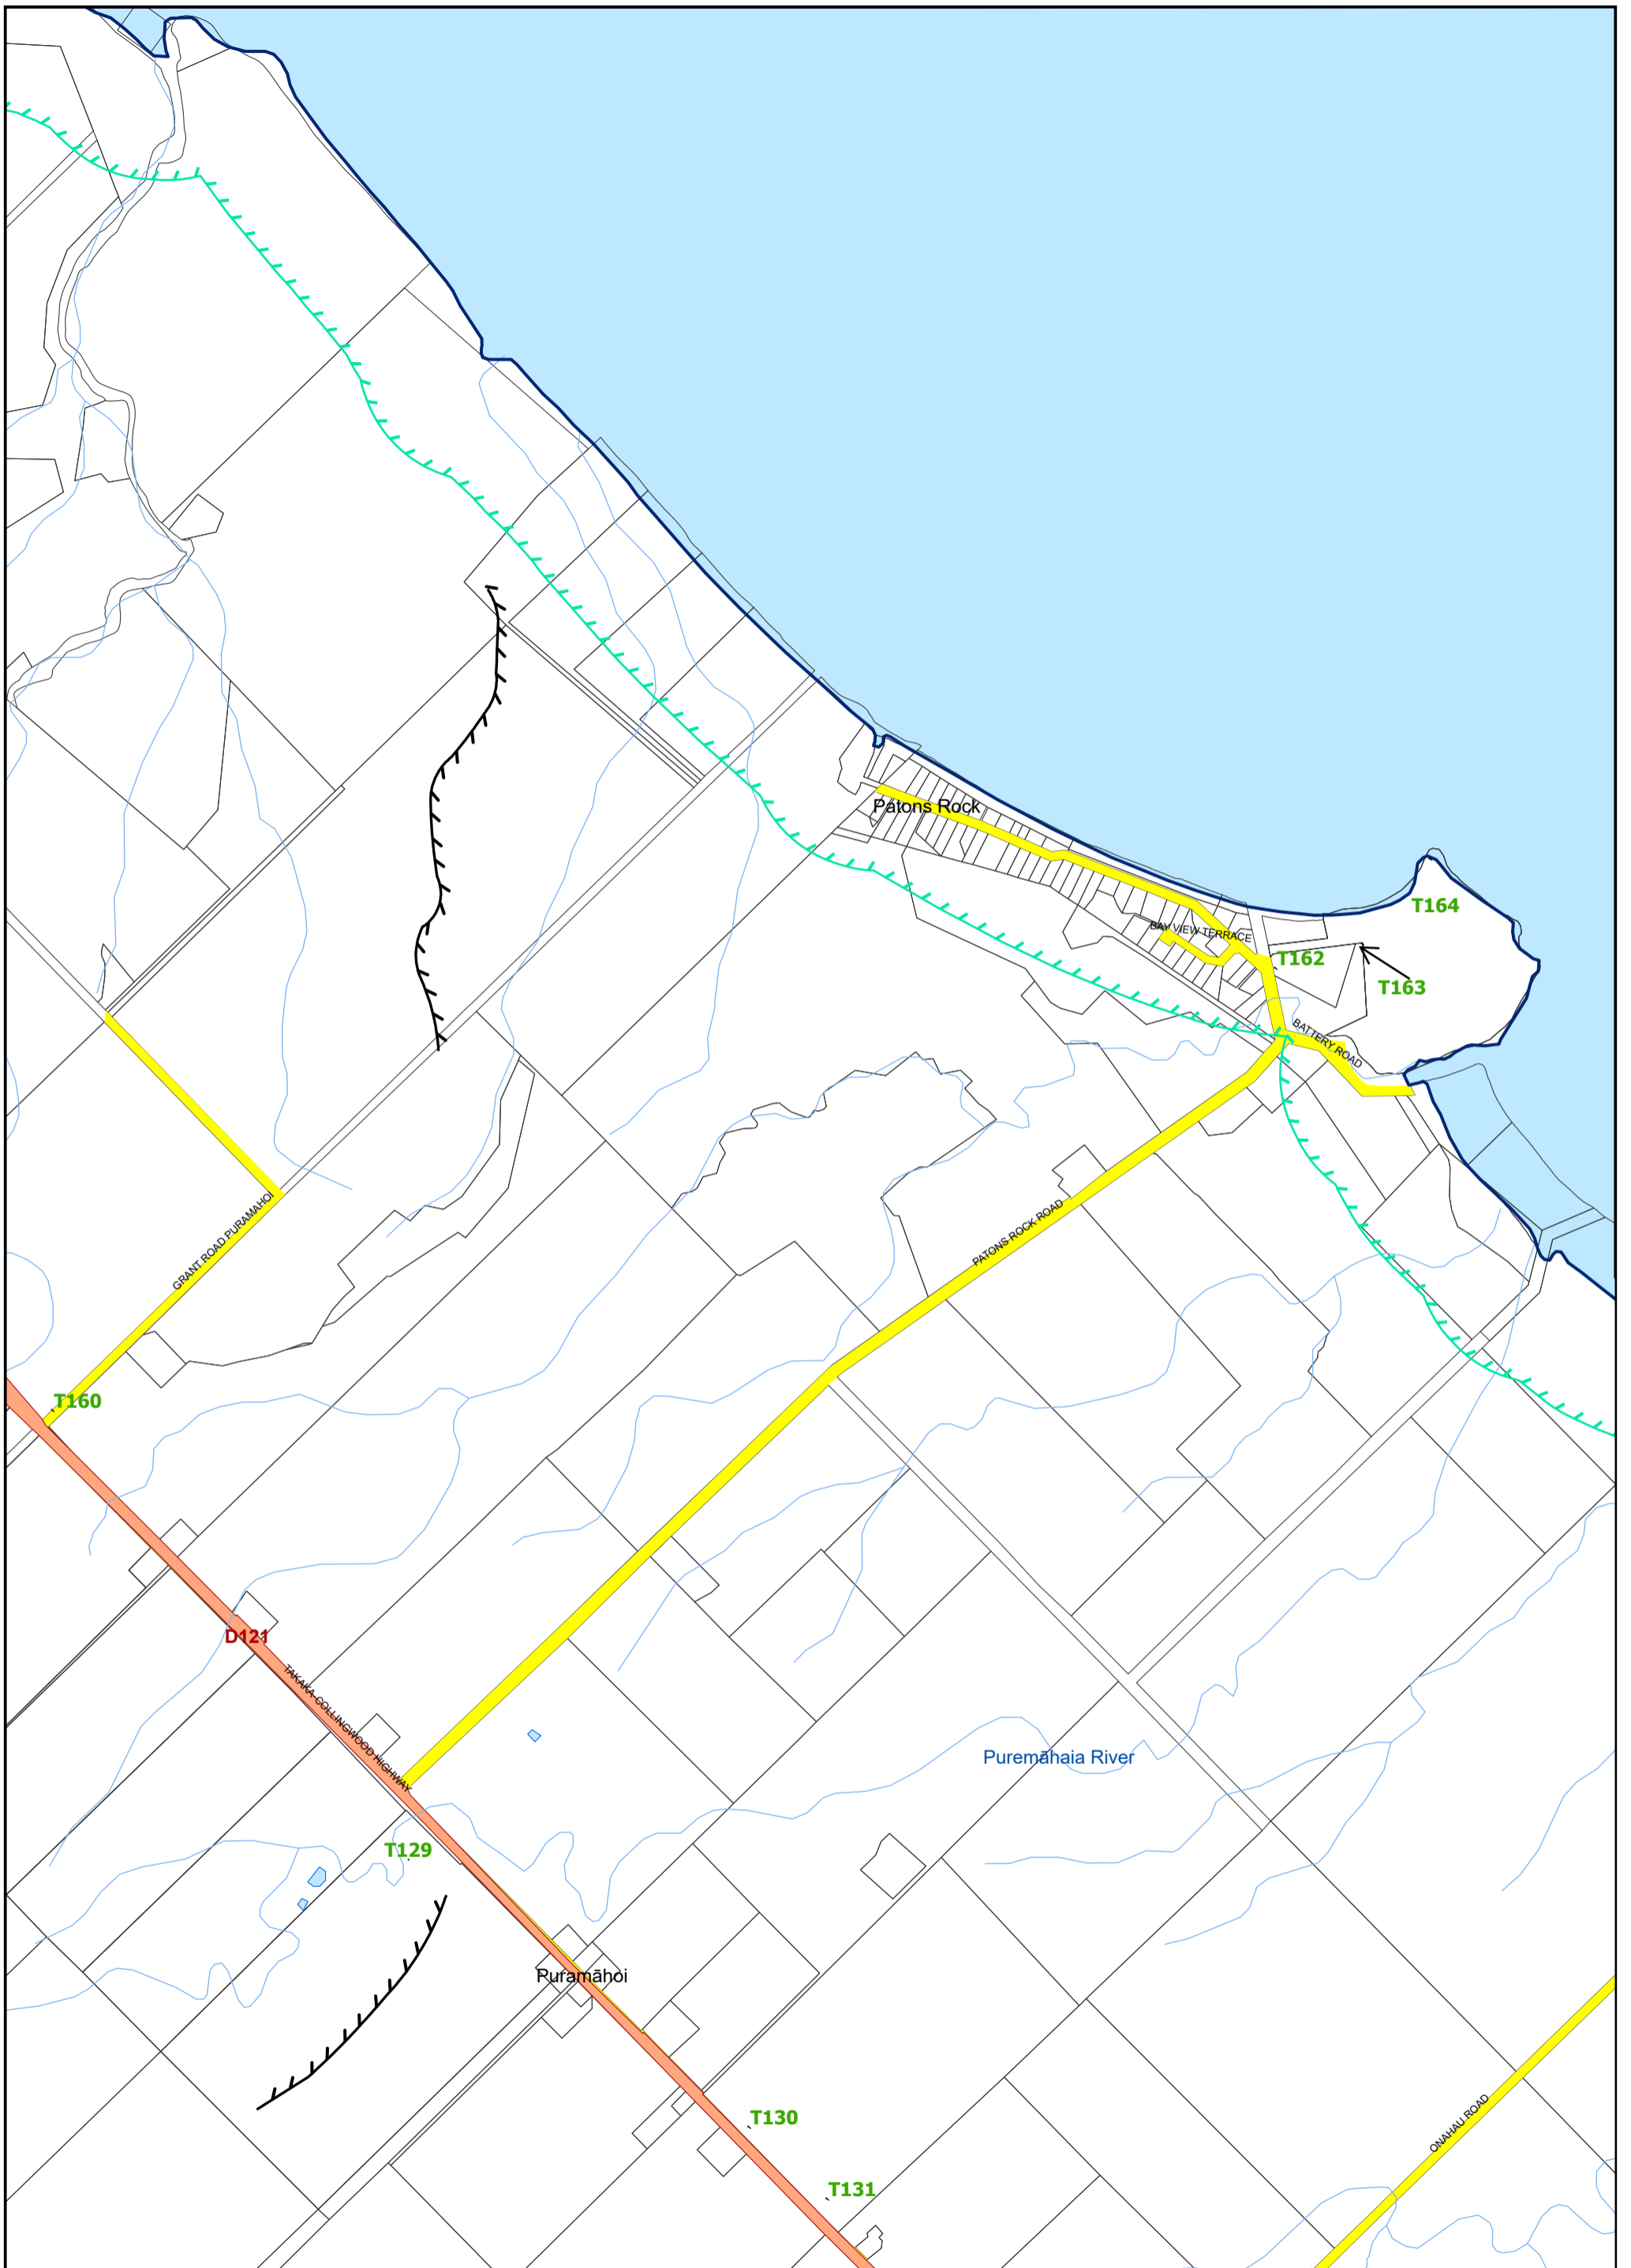 Patons Rock
T164
BAY VIEW TERRACE
T162
T163
BATTERY ROAD
GRANT ROAD PURAMAHOI
PATONS ROCK ROAD
T160
D121
TAKAKA-COLLINGWOOD HIGHWAY
Puremāhaia River
T129
Puramāhoi
T130
ONAHAU ROAD
T131